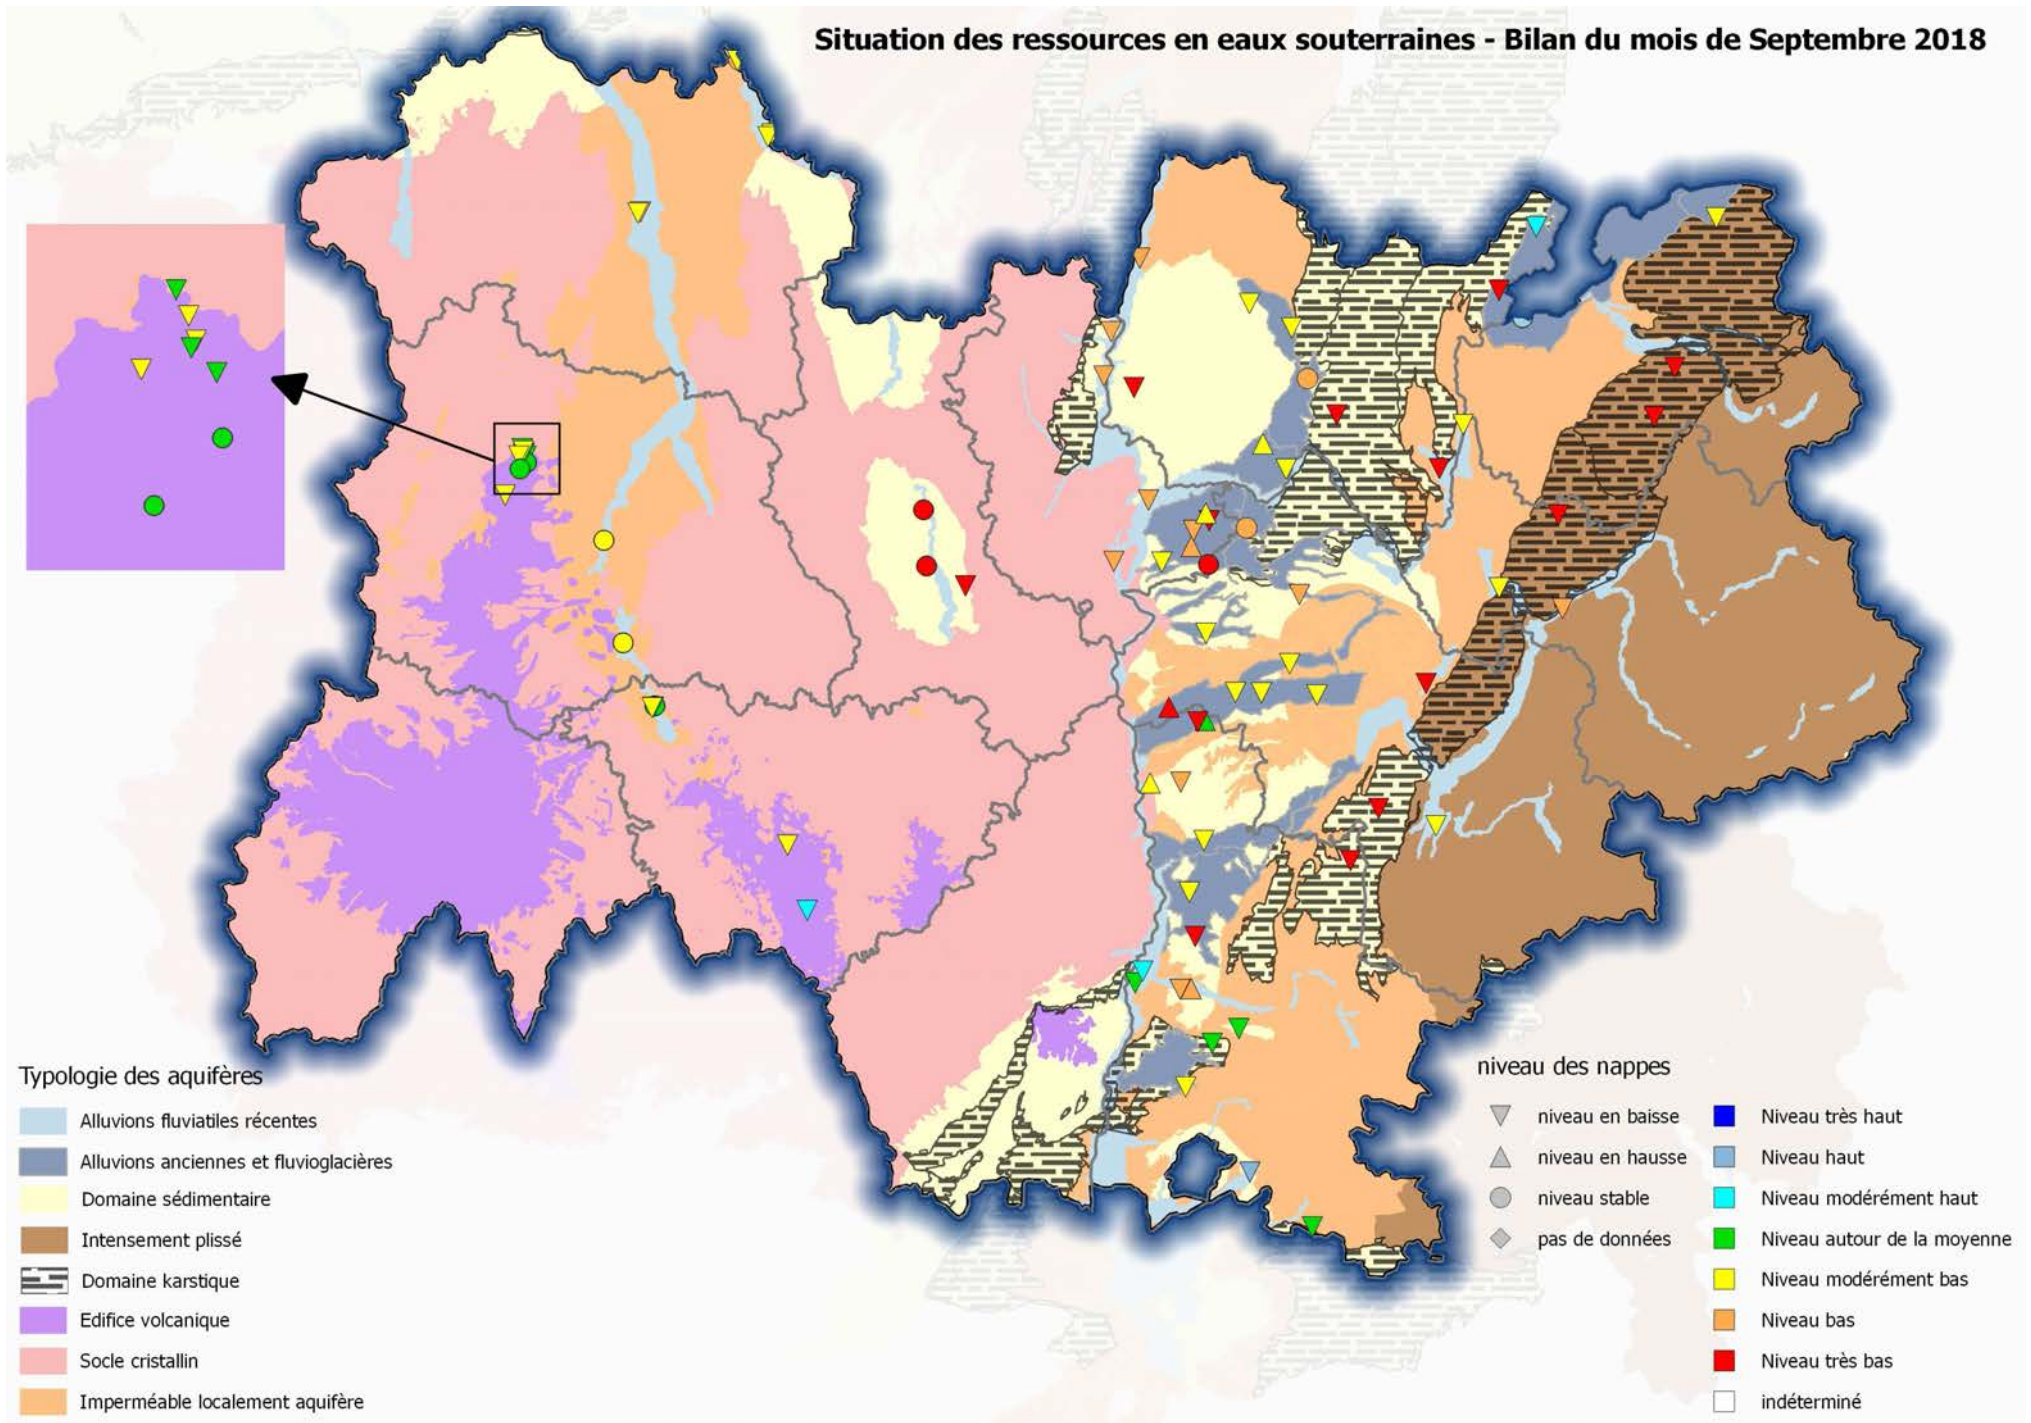 Situation des ressources en eaux souterraines - Bilan du mois de Septembre 2018
Typologie des aquifères
Alluvions fluviatiles récentes
Alluvions anciennes et fluvioglacières
Domaine sédimentaire
Intensement plissé
Domaine karstique
Edifice volcanique
Socle cristallin
Imperméable localement aquifère
niveau des nappes
niveau en baisse
niveau en hausse
niveau stable
pas de données
Niveau très haut
Niveau haut
Niveau modérément haut
Niveau autour de la moyenne
Niveau modérément bas
Niveau bas
Niveau très bas
indéterminé